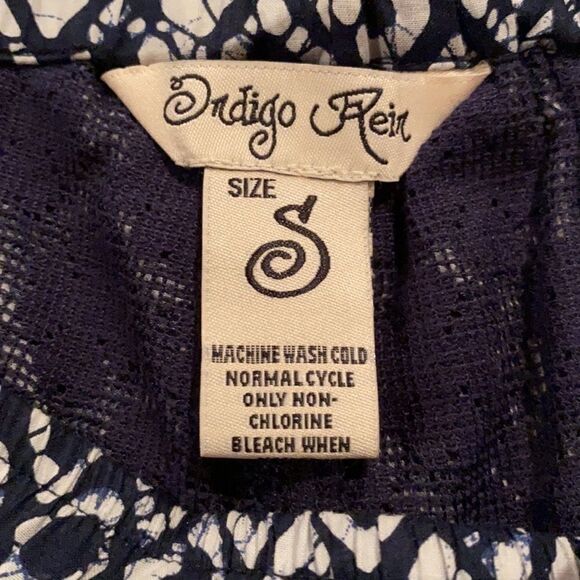 Indigo Rein
SIZE
S
MACHINE WASH COLD
NORMAL CYCLE
ONLY NON-
CHLORINE
BLEACH WHEN